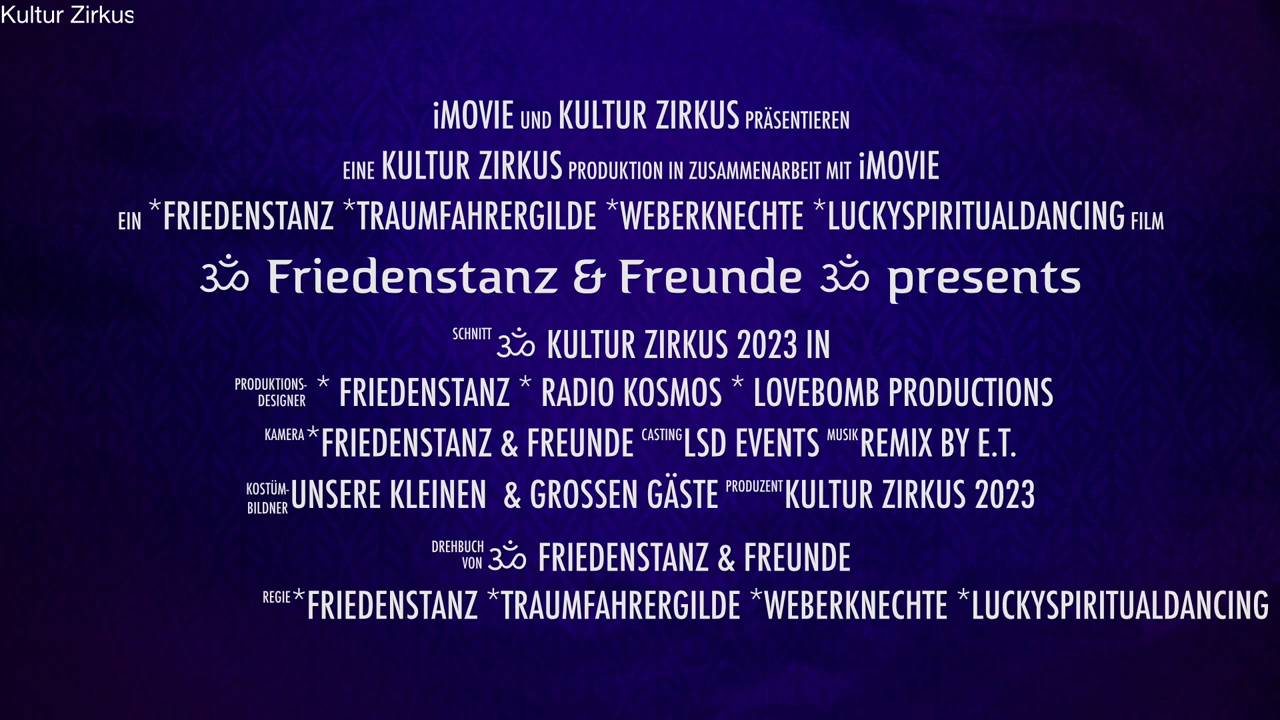 Kultur Zirkus
iMOVIE UND KULTUR ZIRKUS PRÄSENTIEREN
EINE KULTUR ZIRKUS PRODUKTION IN ZUSAMMENARBEIT MIT iMOVIE
EIN *FRIEDENSTANZ *TRAUMFAHRERGILDE *WEBERKNECHTE *LUCKYSPIRITUALDANCING FILM
ॐ Friedenstanz & Freunde ॐ presents
SCHNITT ॐ KULTUR ZIRKUS 2023 IN
PRODUKTIONS-DESIGNER * FRIEDENSTANZ * RADIO KOSMOS * LOVEBOMB PRODUCTIONS
KAMERA *FRIEDENSTANZ & FREUNDE CASTING LSD EVENTS MUSIK REMIX BY E.T.
KOSTÜM-BILDNER UNSERE KLEINEN & GROSSEN GÄSTE PRODUZENT KULTUR ZIRKUS 2023
DREHBUCH VON ॐ FRIEDENSTANZ & FREUNDE
REGIE *FRIEDENSTANZ *TRAUMFAHRERGILDE *WEBERKNECHTE *LUCKYSPIRITUALDANCING